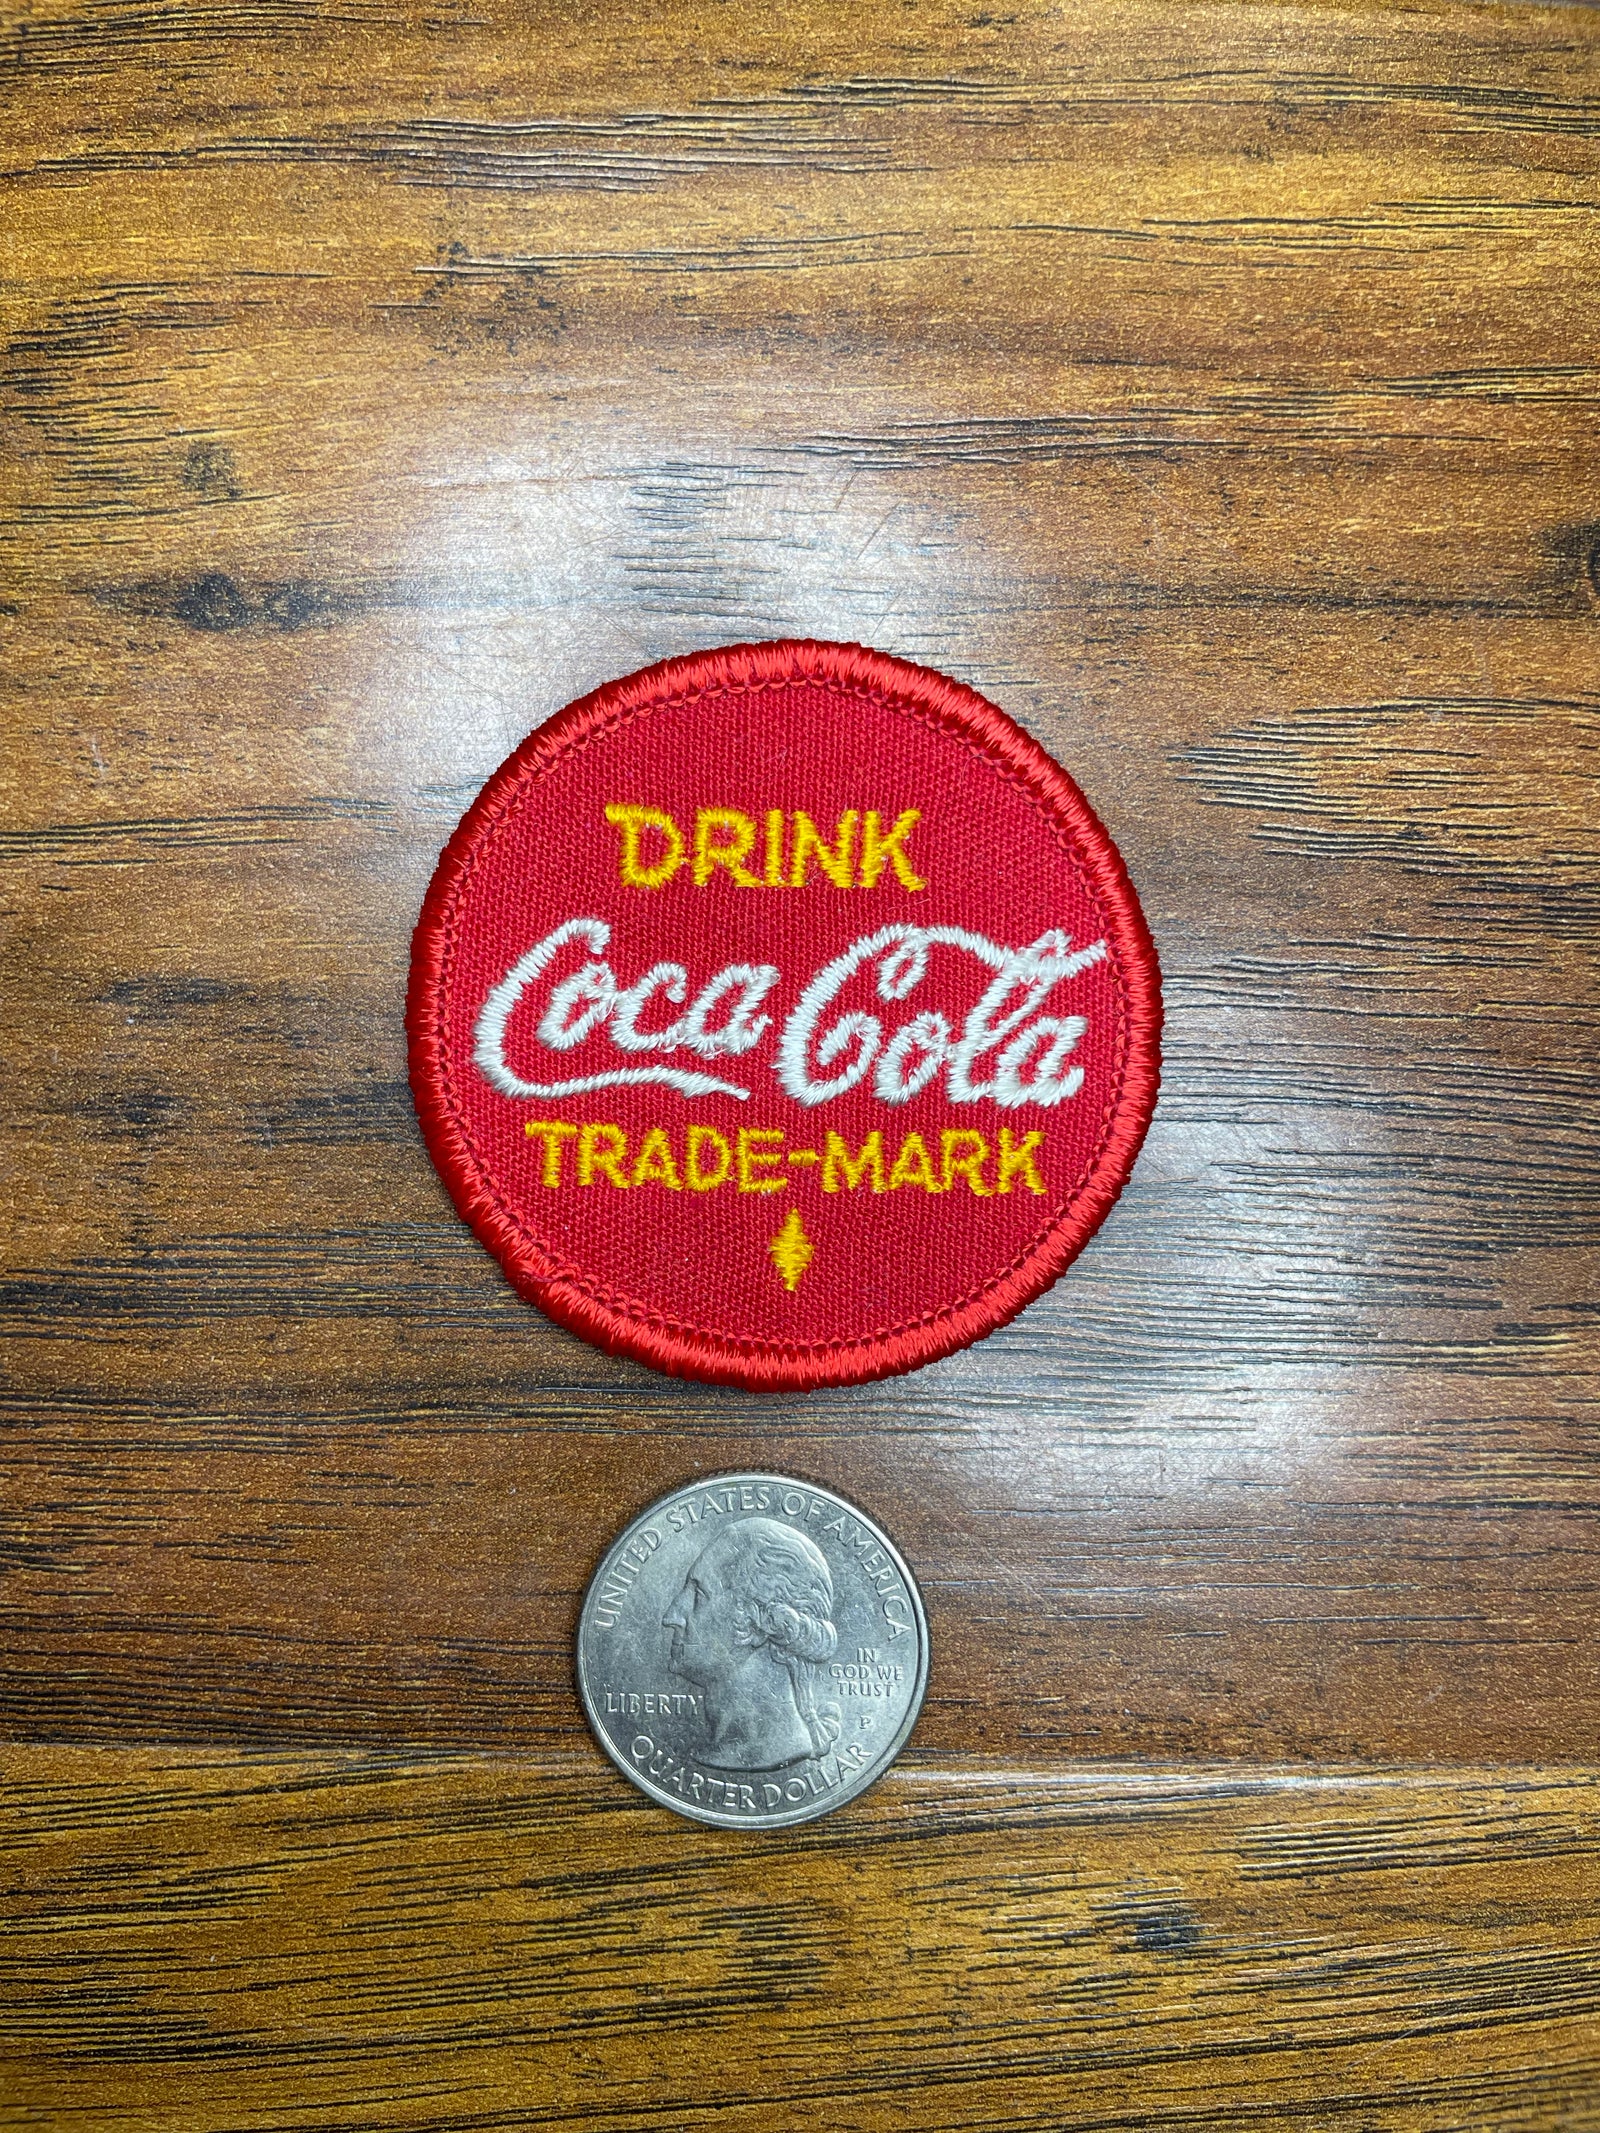 DRINK
Coca-Cola
TRADE-MARK
UNITED STATES OF AMERICA
IN
GOD WE
TRUST
LIBERTY
P
QUARTER DOLLAR